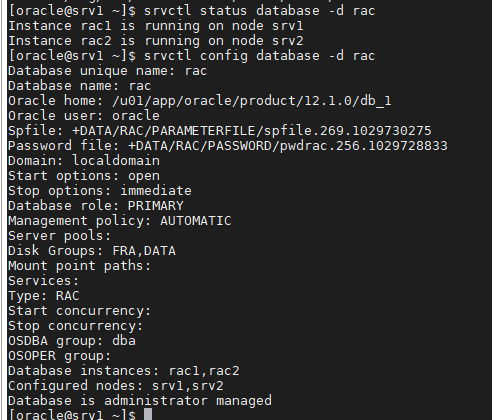 [oracle@srv1 ~]$ srvctl status database -d rac
Instance rac1 is running on node srv1
Instance rac2 is running on node srv2
[oracle@srv1 ~]$ srvctl config database -d rac
Database unique name: rac
Database name: rac
Oracle home: /u01/app/oracle/product/12.1.0/db_1
Oracle user: oracle
Spfile: +DATA/RAC/PARAMETERFILE/spfile.269.1029730275
Password file: +DATA/RAC/PASSWORD/pwdrac.256.1029728833
Domain: localdomain
Start options: open
Stop options: immediate
Database role: PRIMARY
Management policy: AUTOMATIC
Server pools:
Disk Groups: FRA,DATA
Mount point paths:
Services:
Type: RAC
Start concurrency:
Stop concurrency:
OSDBA group: dba
OSOPER group:
Database instances: rac1,rac2
Configured nodes: srv1,srv2
Database is administrator managed
[oracle@srv1 ~]$